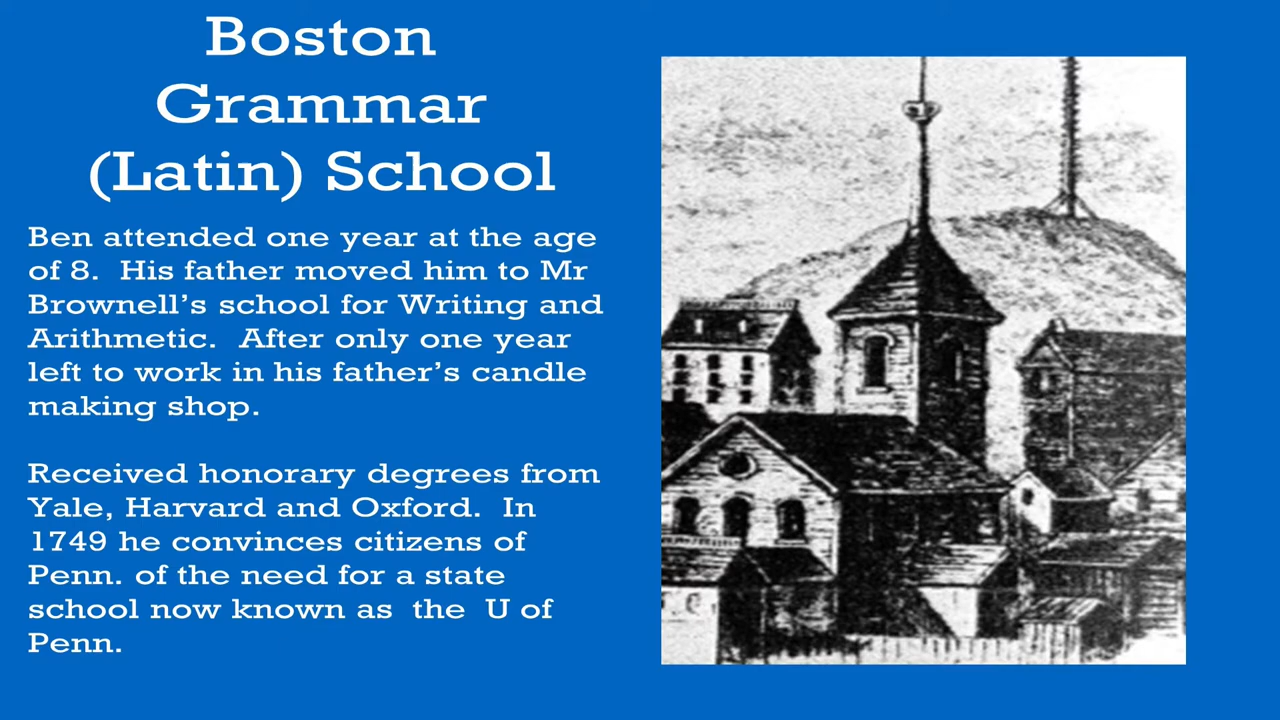 Boston
Grammar
(Latin) School
Ben attended one year at the age
of 8.  His father moved him to Mr
Brownell's school for Writing and
Arithmetic.  After only one year
left to work in his father's candle
making shop.
Received honorary degrees from
Yale, Harvard and Oxford.  In
1749 he convinces citizens of
Penn. of the need for a state
school now known as  the  U of
Penn.